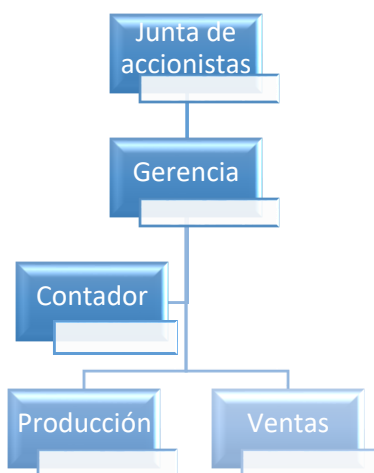 Junta de
accionistas
Gerencia
Contador
Producción
Ventas